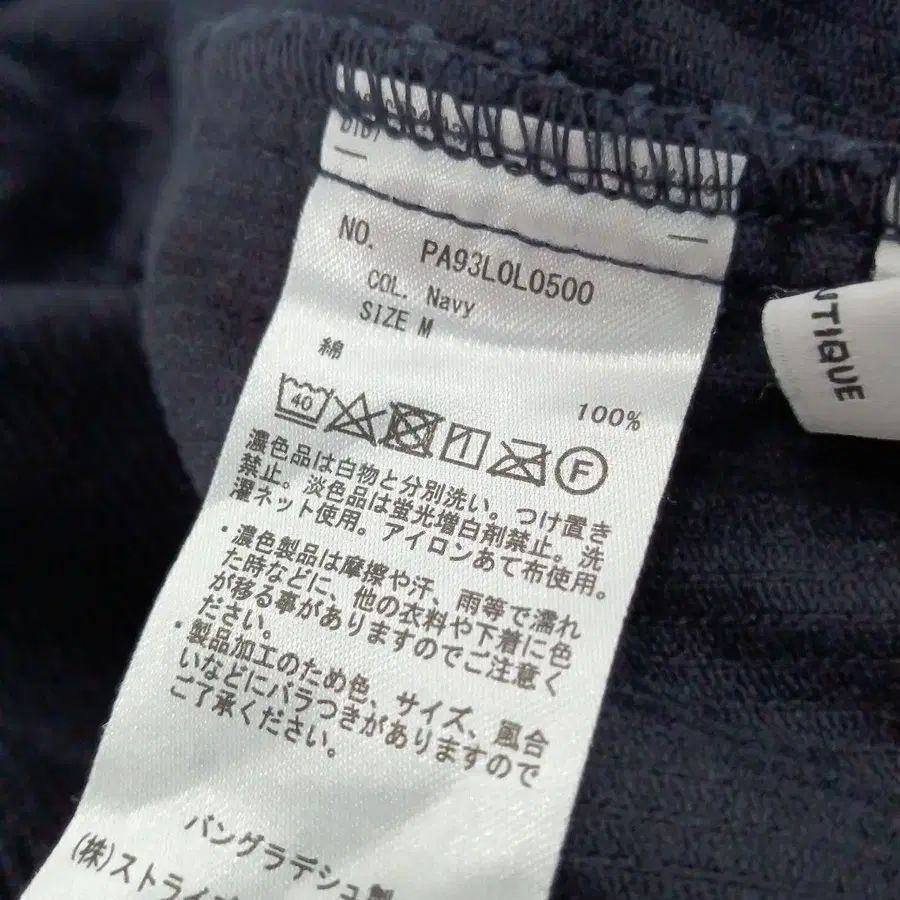 NO. PA93L0L0500
COL. Navy
SIZE M
綿 100%
40
F
濃色品は白物と分別洗い。つけ置き
禁止。淡色品は蛍光増白剤禁止。洗
濯ネット使用。アイロンあて布使用。
・濃色製品は摩擦や汗、雨等で濡れ
た時などに、他の衣料や下着に色
が移る事がありますのでご注意く
ださい。
・製品加工のため色、サイズ、風合
いなどにバラつきがありますので
ご了承ください。
バングラデシュ製
(株)ストライプ
NTIQUE